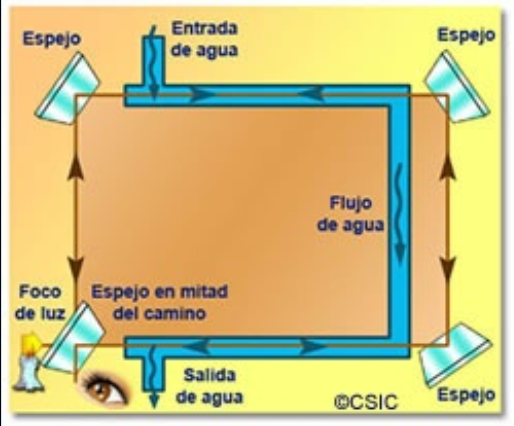 Espejo
Entrada
de agua
Espejo
Flujo
de agua
Foco
de luz
Espejo en mitad
del camino
Salida
de agua
©CSIC
Espejo